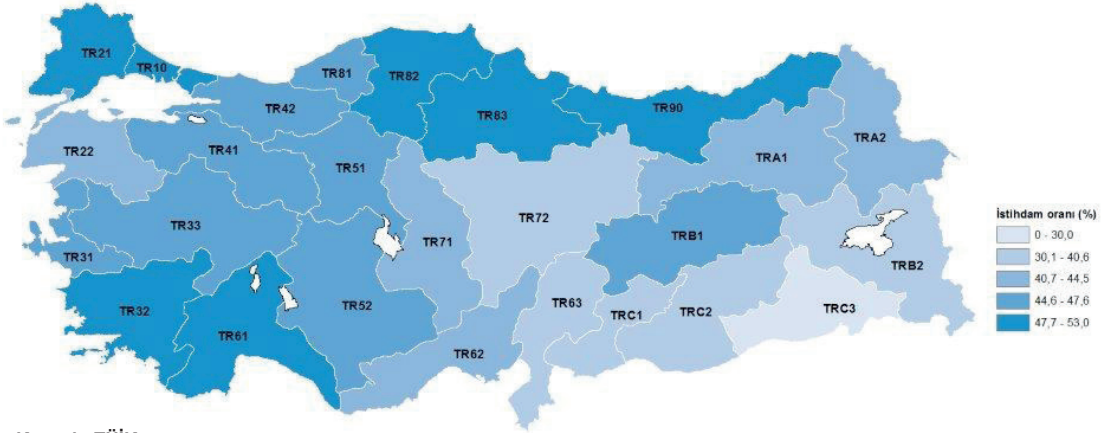 TR21
TR10
TR81
TR82
TR42
TR83
TR90
TR22
TR41
TR51
TRA1
TRA2
TR72
TR33
TR71
TRB1
TR31
TRB2
TR32
TR52
TR63
TRC1
TRC2
TRC3
TR61
TR62
İstihdam oranı (%)
0 - 30,0
30,1 - 40,6
40,7 - 44,5
44,6 - 47,6
47,7 - 53,0